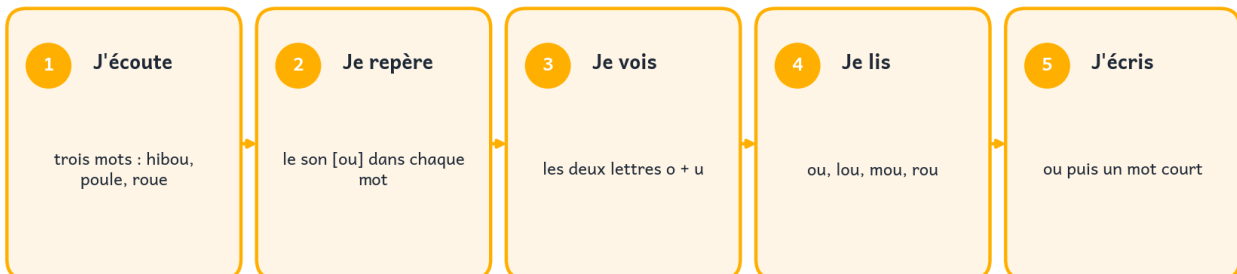 1 J'écoute
trois mots : hibou,
poule, roue
2 Je repère
le son [ou] dans chaque
mot
3 Je vois
les deux lettres o + u
4 Je lis
ou, lou, mou, rou
5 J'écris
ou puis un mot court